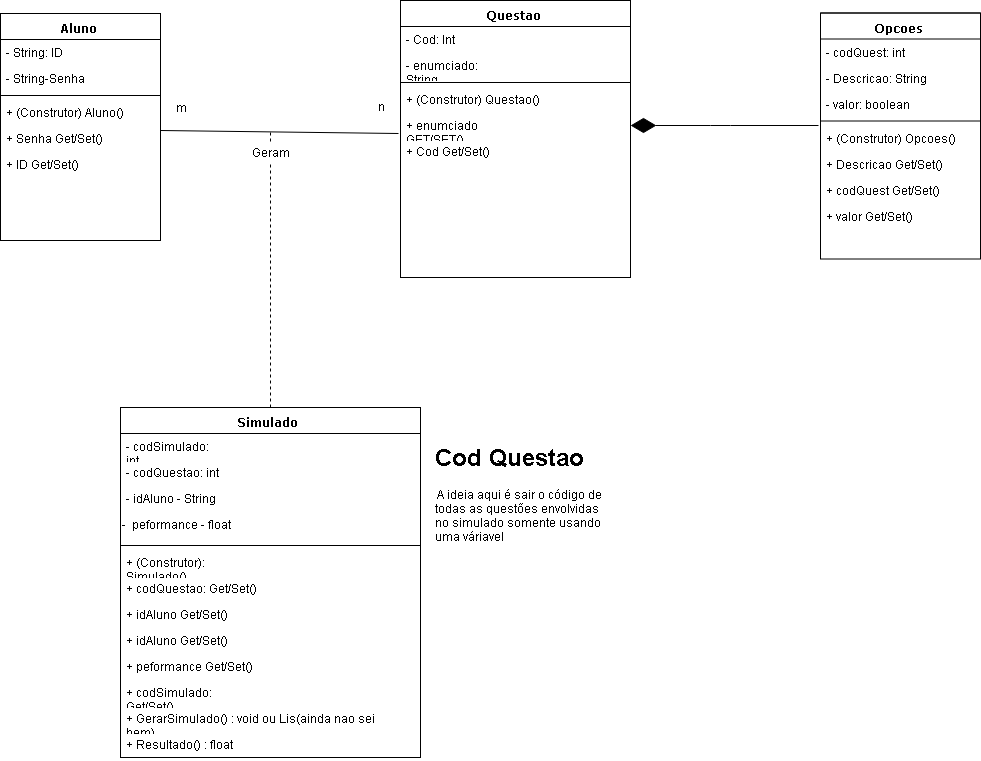 Aluno
- String: ID
- String-Senha
+ (Construtor) Aluno()
+ Senha Get/Set()
+ ID Get/Set()
m
n
Geram
Questao
- Cod: Int
- enumciado:
String
+ (Construtor) Questao()
+ enumciado
GET/SET()
+ Cod Get/Set()
Opcoes
- codQuest: int
- Descricao: String
- valor: boolean
+ (Construtor) Opcoes()
+ Descricao Get/Set()
+ codQuest Get/Set()
+ valor Get/Set()
Simulado
- codSimulado:
int
- codQuestao: int
- idAluno - String
- peformance - float
+ (Construtor):
Simulado()
+ codQuestao: Get/Set()
+ idAluno Get/Set()
+ idAluno Get/Set()
+ peformance Get/Set()
+ codSimulado:
Get/Set()
+ GerarSimulado() : void ou Lis(ainda nao sei
bem)
+ Resultado() : float
Cod Questao
A ideia aqui é sair o código de
todas as questões envolvidas
no simulado somente usando
uma váriavel